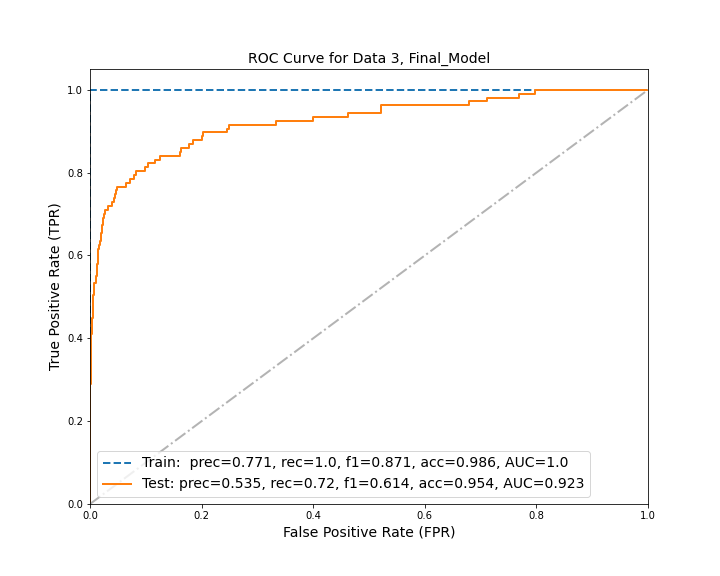 ROC Curve for Data 3, Final_Model
True Positive Rate (TPR)
1.0
0.8
0.6
0.4
0.2
0.0
Train:  prec=0.771, rec=1.0, f1=0.871, acc=0.986, AUC=1.0
Test: prec=0.535, rec=0.72, f1=0.614, acc=0.954, AUC=0.923
0.0 0.2 0.4 0.6 0.8 1.0
False Positive Rate (FPR)